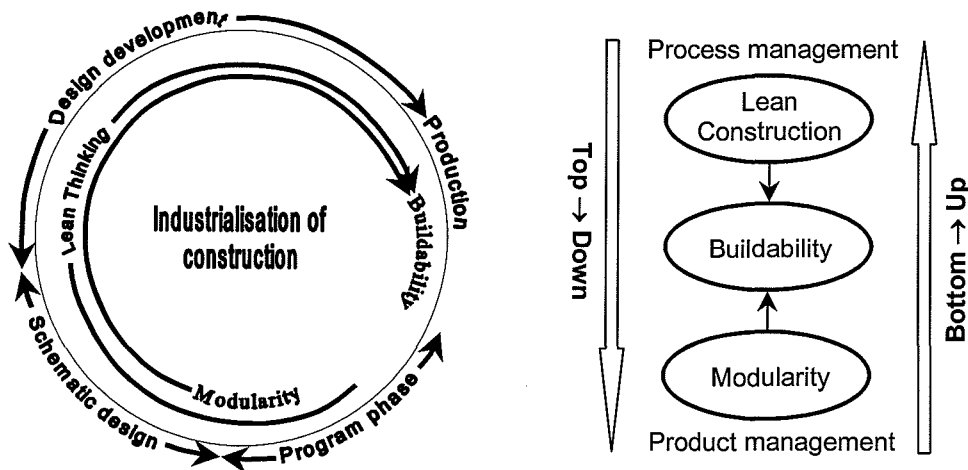 Design development
Production
Lean Thinking
Buildability
Industrialisation of
construction
Modularity
Schematic design
Program phase
Process management
Lean
Construction
Top → Down
Buildability
Bottom → Up
Modularity
Product management